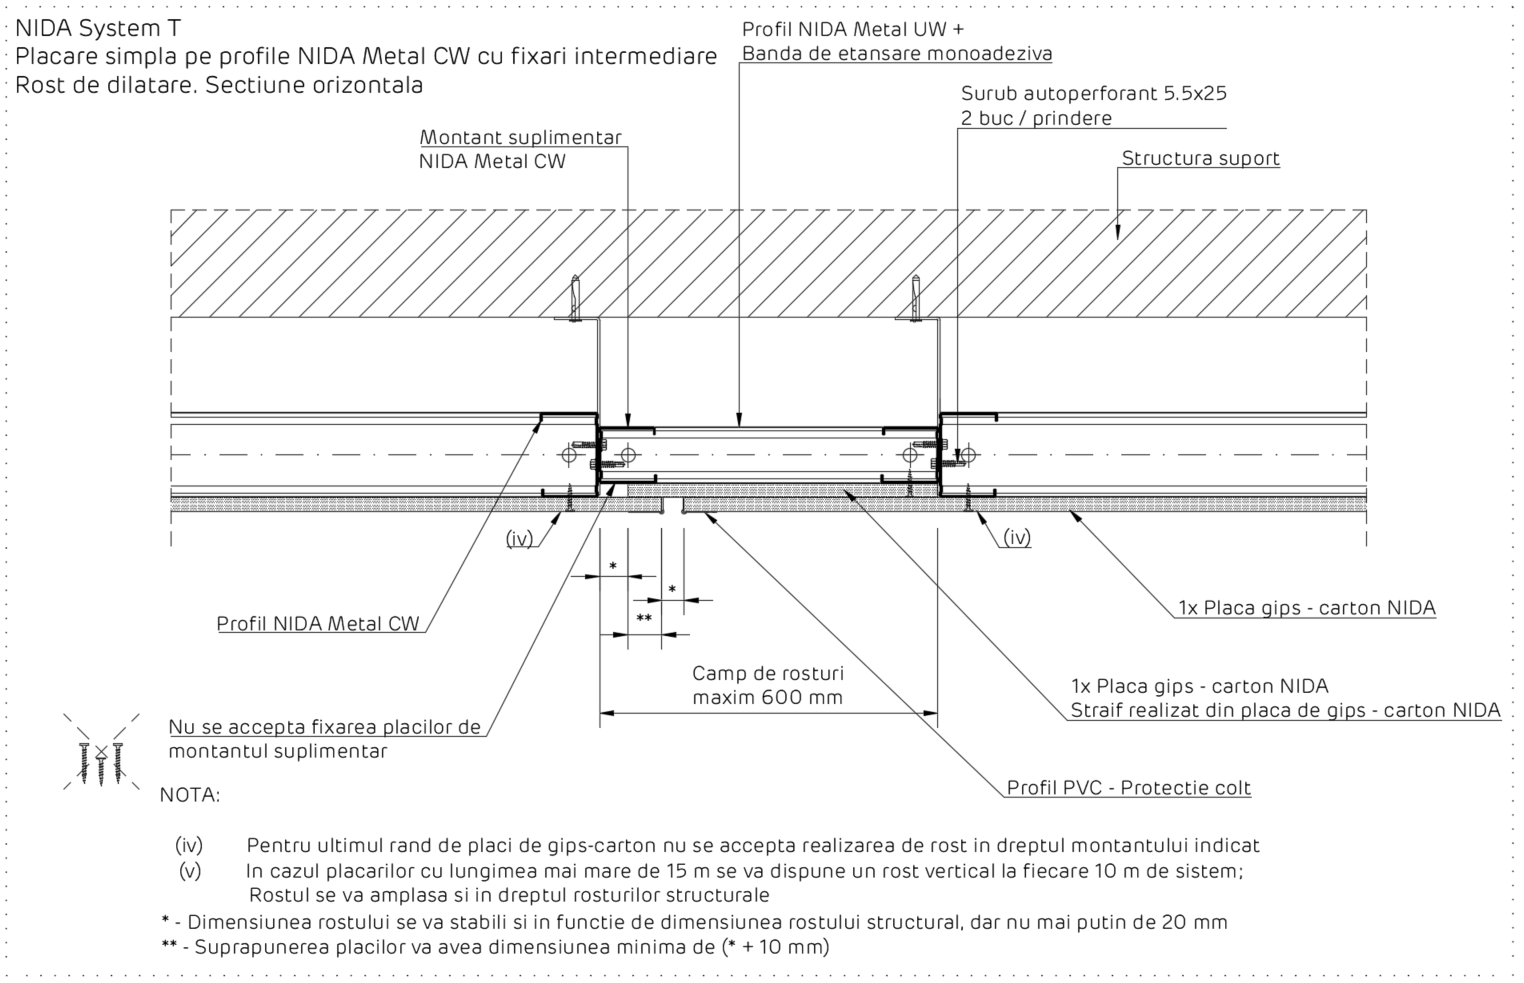 NIDA System T
Placare simpla pe profile NIDA Metal CW cu fixari intermediare
Rost de dilatare. Sectiune orizontala
Profil NIDA Metal UW +
Banda de etansare monoadeziva
Surub autoperforant 5.5x25
2 buc / prindere
Montant suplimentar
NIDA Metal CW
Structura suport
(iv)
(iv)
*
*
**
1x Placa gips - carton NIDA
Profil NIDA Metal CW
Camp de rosturi
maxim 600 mm
1x Placa gips - carton NIDA
Straif realizat din placa de gips - carton NIDA
Nu se accepta fixarea placilor de
montantul suplimentar
Profil PVC - Protectie colt
NOTA:
(iv) Pentru ultimul rand de placi de gips-carton nu se accepta realizarea de rost in dreptul montantului indicat
(v) In cazul placarilor cu lungimea mai mare de 15 m se va dispune un rost vertical la fiecare 10 m de sistem;
Rostul se va amplasa si in dreptul rosturilor structurale
* - Dimensiunea rostului se va stabili si in functie de dimensiunea rostului structural, dar nu mai putin de 20 mm
** - Suprapunerea placilor va avea dimensiunea minima de (* + 10 mm)